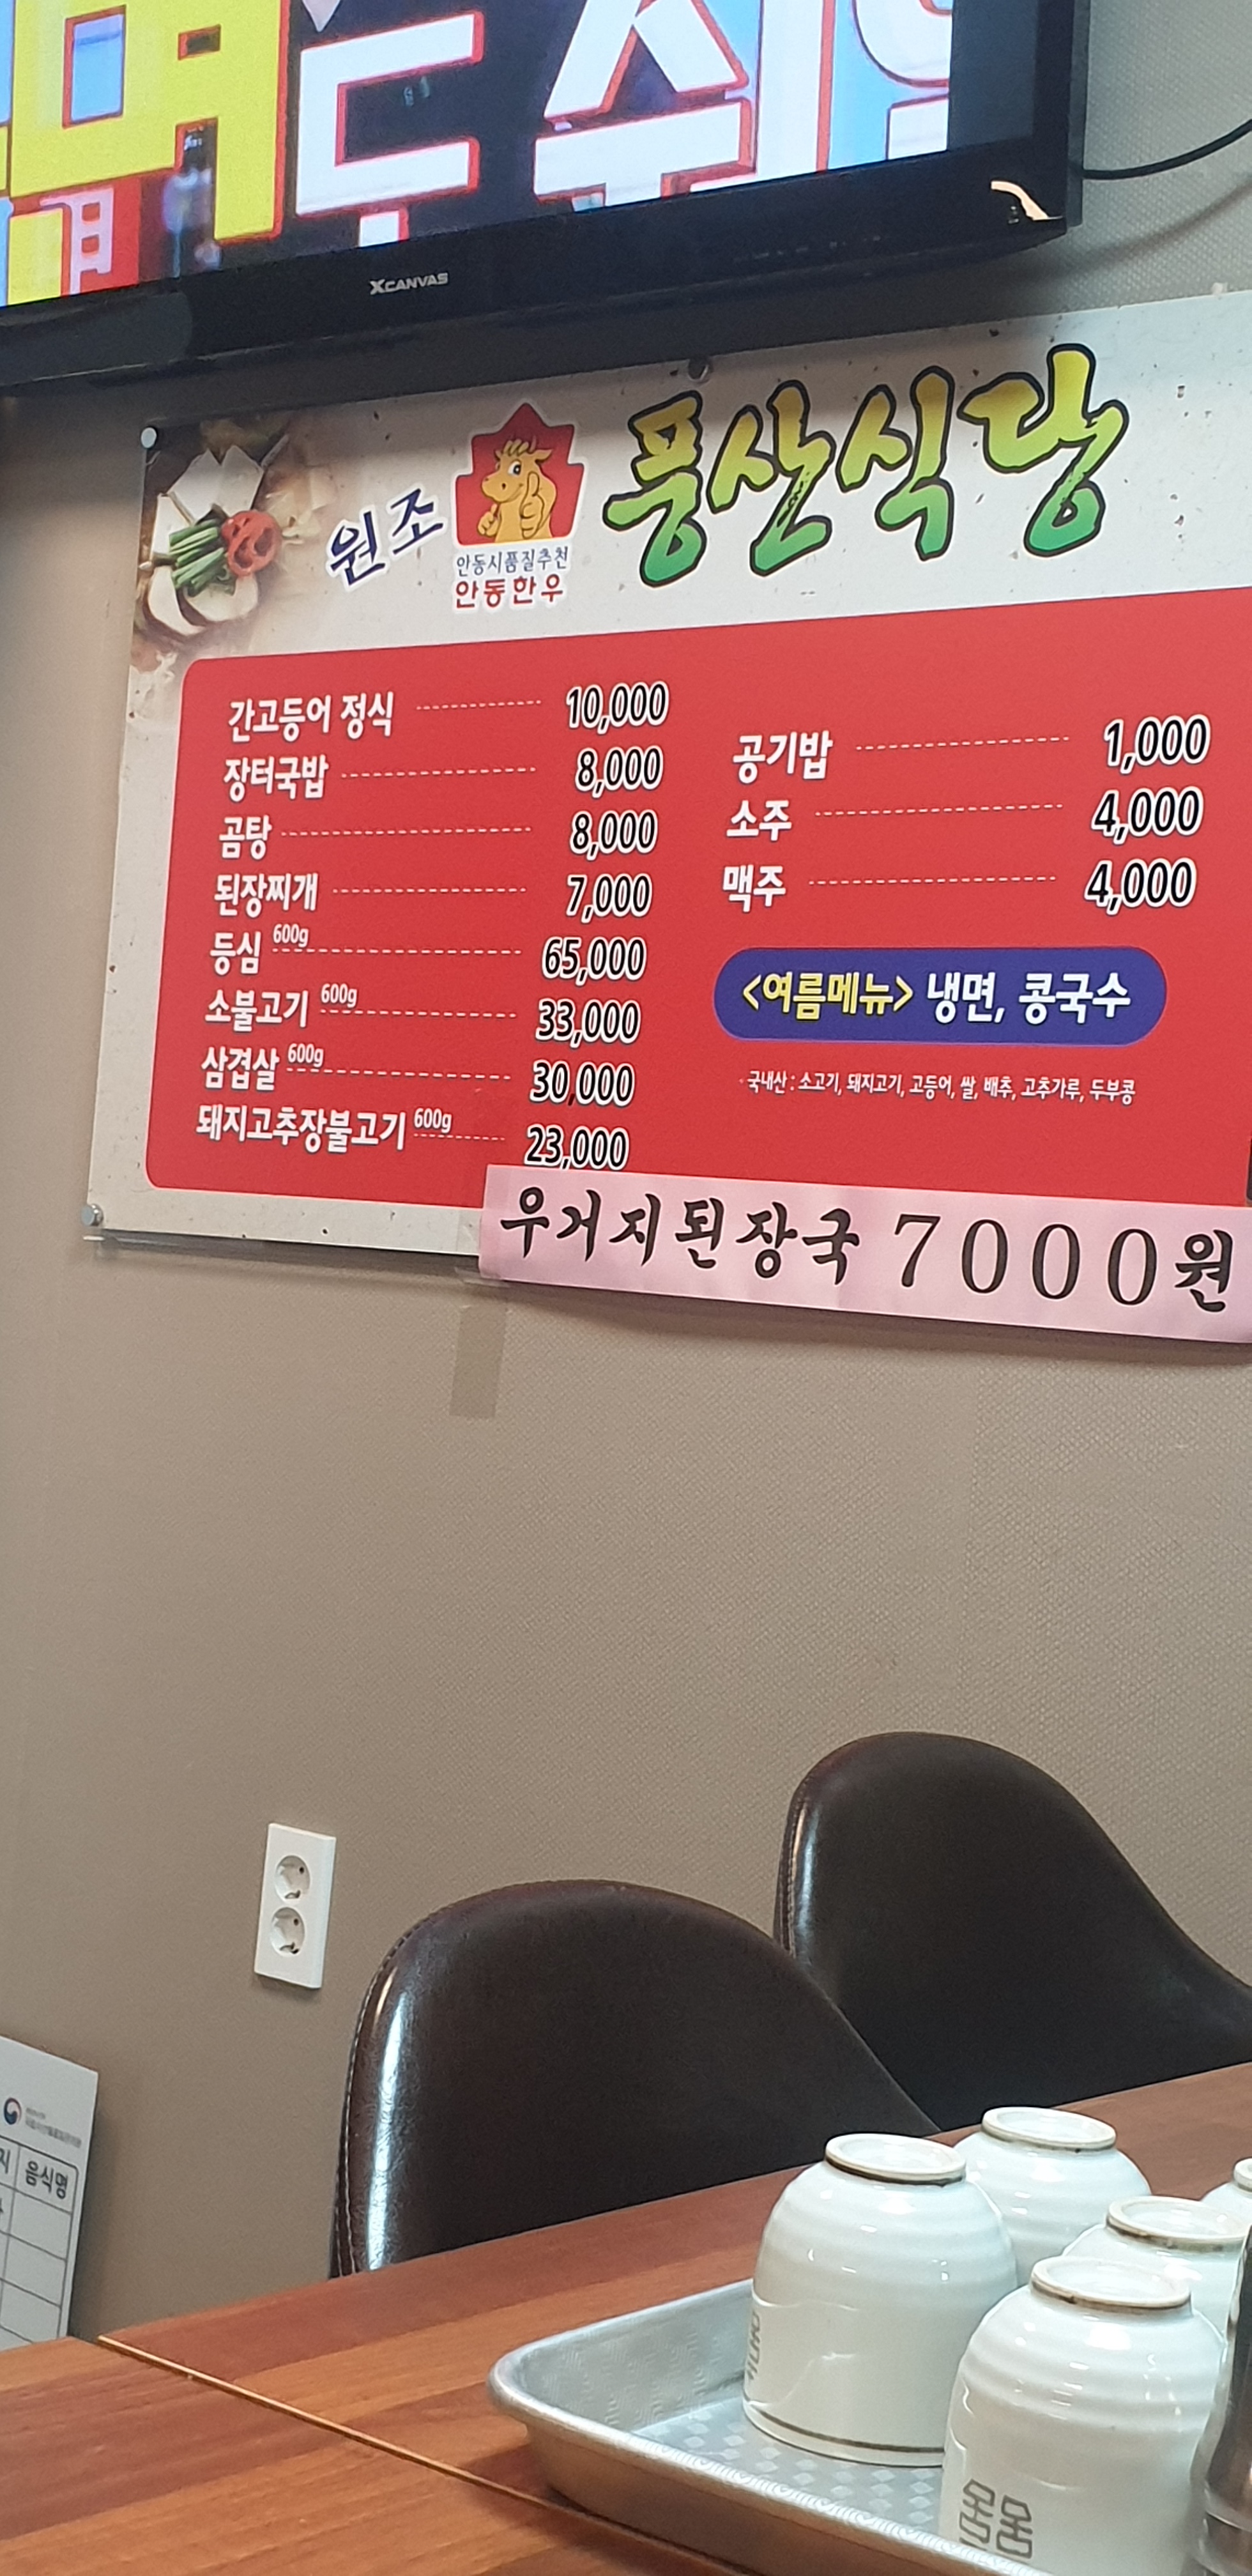 XCANVAS
원조
안동시품질추천
안동한우
풍산식당
간고등어 정식 10,000
장터국밥 8,000
곰탕 8,000
된장찌개 7,000
등심 600g 65,000
소불고기 600g 33,000
삼겹살 600g 30,000
돼지고추장불고기 600g 23,000
공기밥 1,000
소주 4,000
맥주 4,000
<여름메뉴> 냉면, 콩국수
국내산 : 소고기, 돼지고기, 고등어, 쌀, 배추, 고추가루, 두부콩
우거지된장국 7000원
음식명